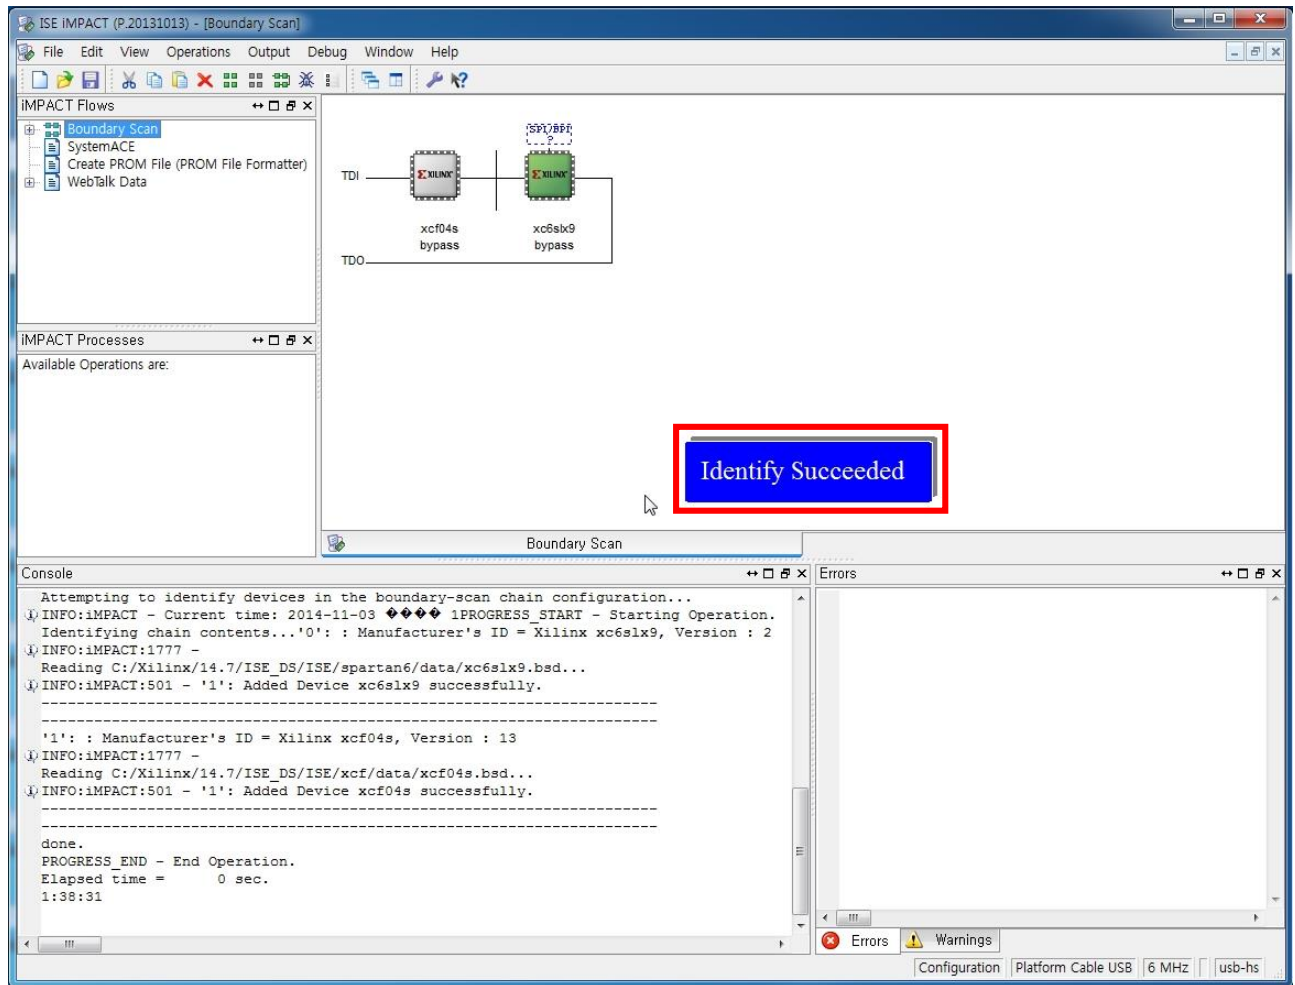 ISE iMPACT (P.20131013) - [Boundary Scan]
File Edit View Operations Output Debug Window Help
iMPACT Flows
Boundary Scan
SystemACE
Create PROM File (PROM File Formatter)
WebTalk Data
SPI/BPI
?
TDI
XILINX
XILINX
xcf04s
bypass
xc6slx9
bypass
TDO
iMPACT Processes
Available Operations are:
Identify Succeeded
Boundary Scan
Console
Attempting to identify devices in the boundary-scan chain configuration...
INFO:iMPACT - Current time: 2014-11-03 ���� 1PROGRESS_START - Starting Operation.
Identifying chain contents...'0': : Manufacturer's ID = Xilinx xc6slx9, Version : 2
INFO:iMPACT:1777 -
Reading C:/Xilinx/14.7/ISE_DS/ISE/spartan6/data/xc6slx9.bsd...
INFO:iMPACT:501 - '1': Added Device xc6slx9 successfully.
----------------------------------------------------------------------
----------------------------------------------------------------------
'1': : Manufacturer's ID = Xilinx xcf04s, Version : 13
INFO:iMPACT:1777 -
Reading C:/Xilinx/14.7/ISE_DS/ISE/xcf/data/xcf04s.bsd...
INFO:iMPACT:501 - '1': Added Device xcf04s successfully.
----------------------------------------------------------------------
----------------------------------------------------------------------
done.
PROGRESS_END - End Operation.
Elapsed time = 0 sec.
1:38:31
Errors
Errors Warnings
Configuration Platform Cable USB 6 MHz usb-hs